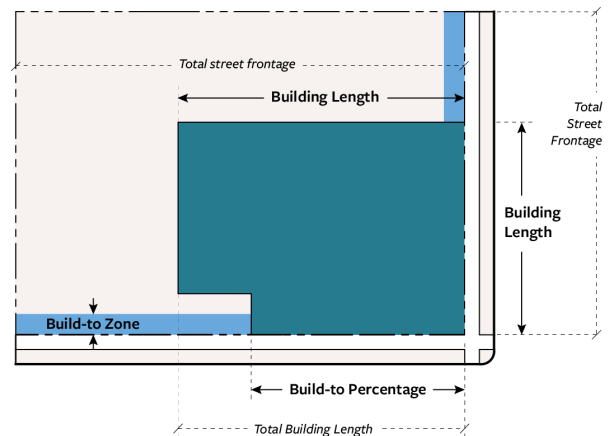 Total street frontage
Building Length
Total
Street
Frontage
Building
Length
Build-to Zone
Build-to Percentage
Total Building Length